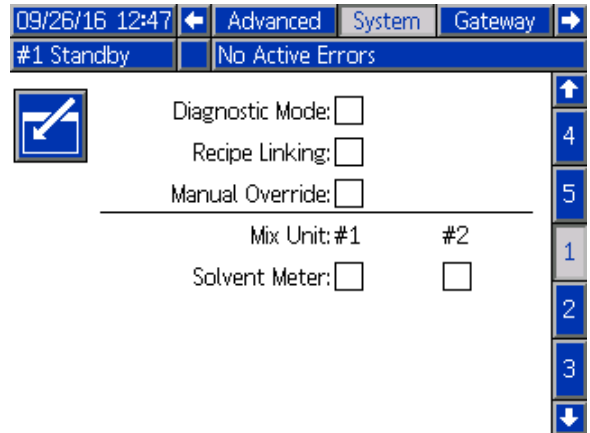 09/26/16 12:47 Advanced System Gateway
#1 Standby No Active Errors
Diagnostic Mode:
4
Recipe Linking:
Manual Override:
5
Mix Unit: #1 #2
1
Solvent Meter:
2
3